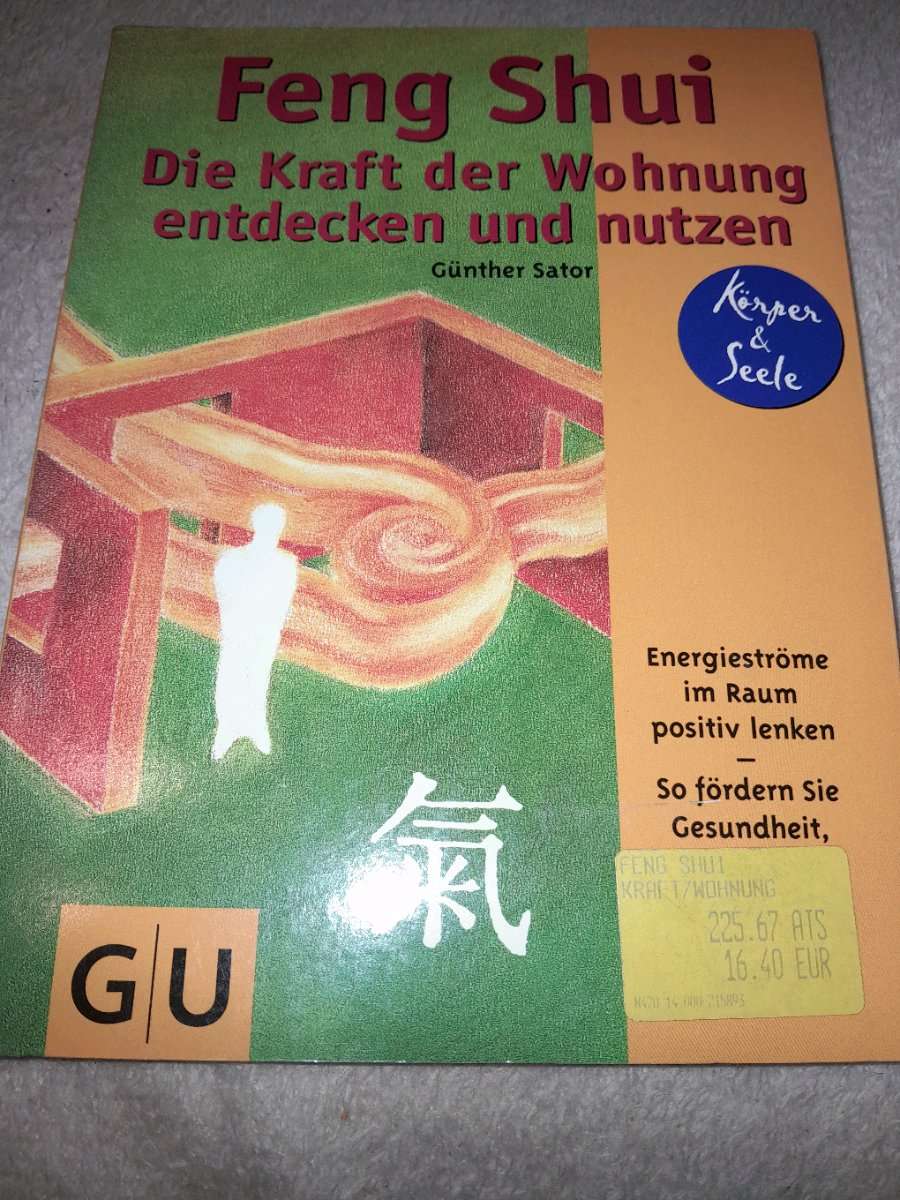 Feng Shui
Die Kraft der Wohnung
entdecken und nutzen
Günther Sator
Körper
&
Seele
Energieströme
im Raum
positiv lenken
–
So fördern Sie
Gesundheit,
氣
FENG SHUI
KRAFT/WOHNUNG
225.67 ATS
16.40 EUR
G|U